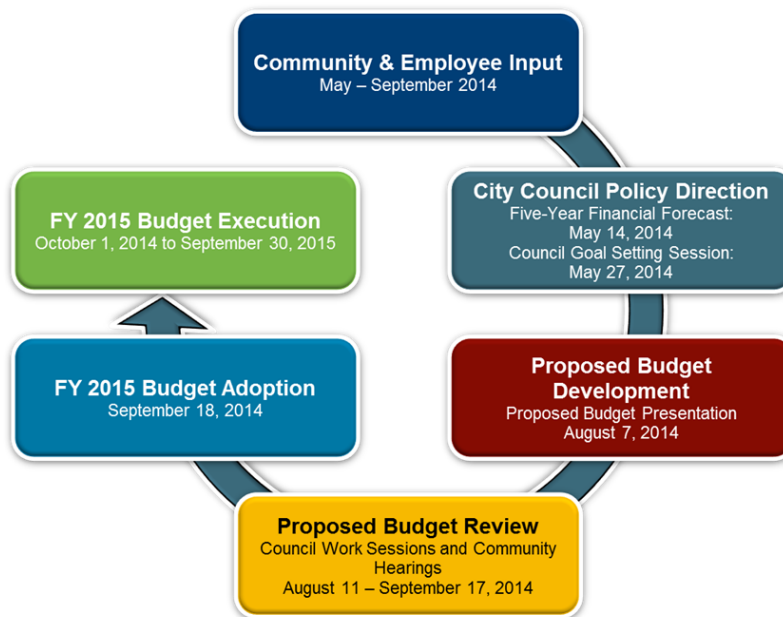 Community & Employee Input
May – September 2014
City Council Policy Direction
Five-Year Financial Forecast:
May 14, 2014
Council Goal Setting Session:
May 27, 2014
Proposed Budget
Development
Proposed Budget Presentation
August 7, 2014
Proposed Budget Review
Council Work Sessions and Community
Hearings
August 11 – September 17, 2014
FY 2015 Budget Adoption
September 18, 2014
FY 2015 Budget Execution
October 1, 2014 to September 30, 2015